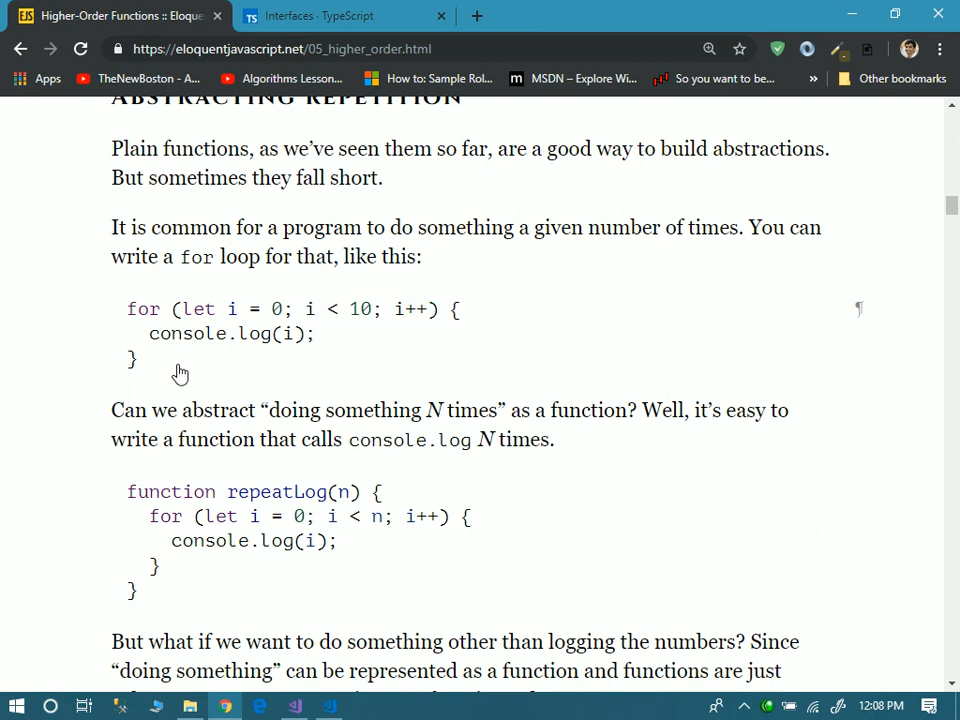 Higher-Order Functions :: Eloque
Interfaces · TypeScript
https://eloquentjavascript.net/05_higher_order.html
Apps
TheNewBoston - A...
Algorithms Lesson...
How to: Sample Rol...
MSDN – Explore Wi...
So you want to be...
»
Other bookmarks
ABSTRACTING REPETITION
Plain functions, as we’ve seen them so far, are a good way to build abstractions.
But sometimes they fall short.
It is common for a program to do something a given number of times. You can
write a for loop for that, like this:
for (let i = 0; i < 10; i++) {
  console.log(i);
}
¶
Can we abstract “doing something N times” as a function? Well, it’s easy to
write a function that calls console.log N times.
function repeatLog(n) {
  for (let i = 0; i < n; i++) {
    console.log(i);
  }
}
But what if we want to do something other than logging the numbers? Since
“doing something” can be represented as a function and functions are just
12:08 PM